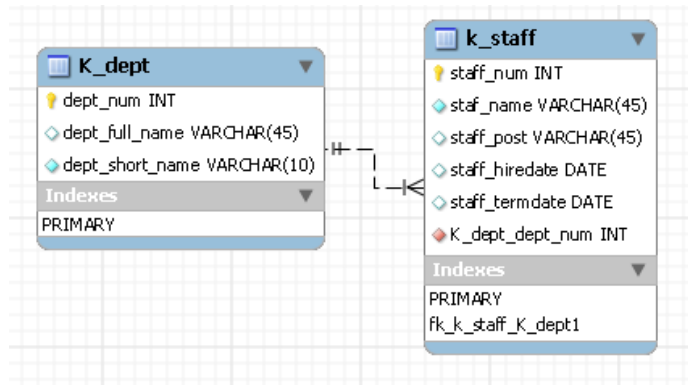 K_dept
dept_num INT
dept_full_name VARCHAR(45)
dept_short_name VARCHAR(10)
Indexes
PRIMARY
k_staff
staff_num INT
staf_name VARCHAR(45)
staff_post VARCHAR(45)
staff_hiredate DATE
staff_termdate DATE
K_dept_dept_num INT
Indexes
PRIMARY
fk_k_staff_K_dept1